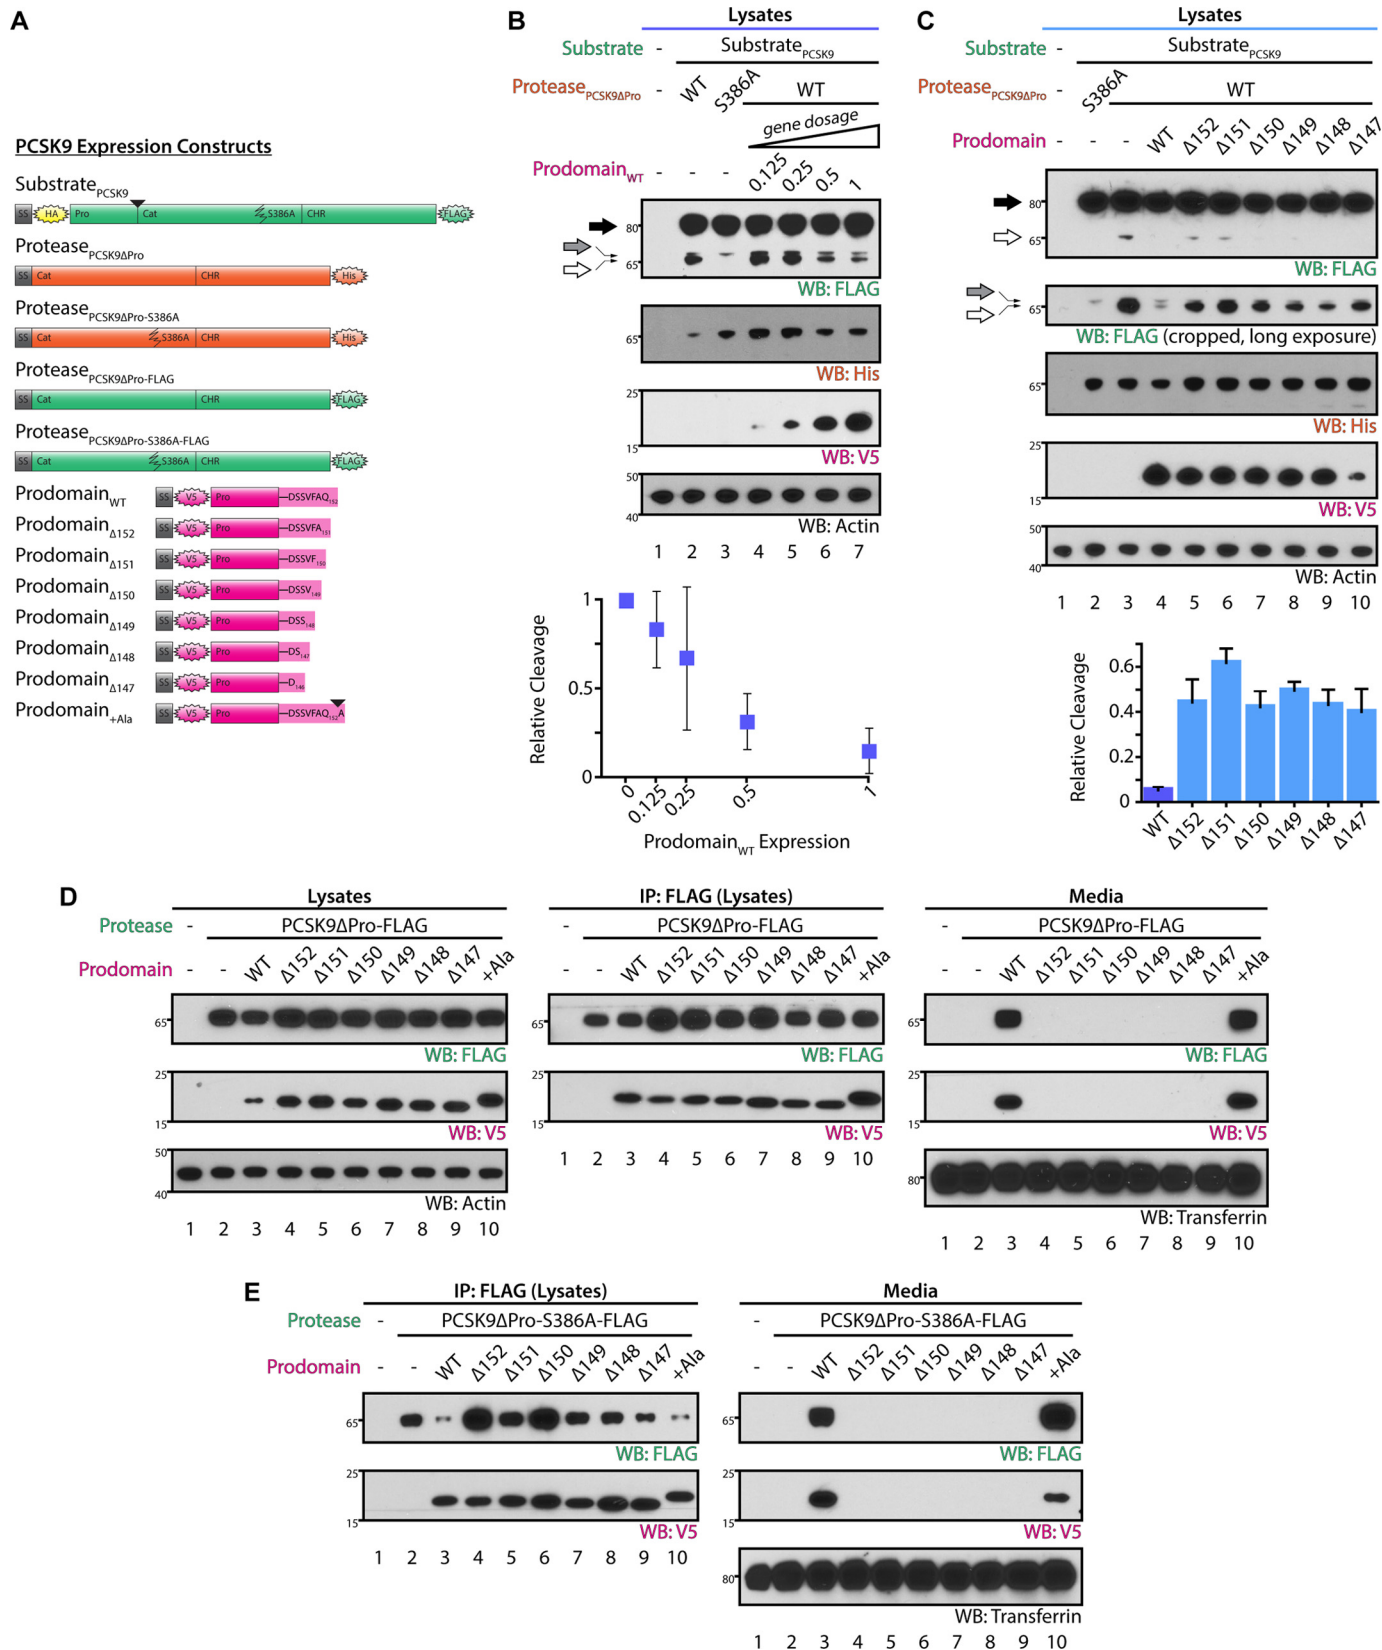 A
PCSK9 Expression Constructs
SubstratePCSK9
SS HA Pro Cat S386A CHR FLAG
ProteasePCSK9ΔPro
SS Cat CHR His
ProteasePCSK9ΔPro-S386A
SS Cat S386A CHR His
ProteasePCSK9ΔPro-FLAG
SS Cat CHR FLAG
ProteasePCSK9ΔPro-S386A-FLAG
SS Cat S386A CHR FLAG
ProdomainWT SS V5 Pro –DSSVFAQ152
ProdomainΔ152 SS V5 Pro –DSSVFA151
ProdomainΔ151 SS V5 Pro –DSSVF150
ProdomainΔ150 SS V5 Pro –DSSV149
ProdomainΔ149 SS V5 Pro –DSS148
ProdomainΔ148 SS V5 Pro –DS147
ProdomainΔ147 SS V5 Pro –D146
Prodomain+Ala SS V5 Pro –DSSVFAQ152A
B
Lysates
Substrate - SubstratePCSK9
ProteasePCSK9ΔPro - WT S386A WT
gene dosage
ProdomainWT - - - 0.125 0.25 0.5 1
80
65
WB: FLAG
65
WB: His
25
15
WB: V5
50
40
WB: Actin
1 2 3 4 5 6 7
Relative Cleavage
1
0.5
0
0 0.125 0.25 0.5 1
ProdomainWT Expression
C
Lysates
Substrate - SubstratePCSK9
ProteasePCSK9ΔPro - S386A WT
Prodomain - - - WT Δ152 Δ151 Δ150 Δ149 Δ148 Δ147
80
65
WB: FLAG
65
WB: FLAG (cropped, long exposure)
65
WB: His
25
15
WB: V5
50
40
WB: Actin
1 2 3 4 5 6 7 8 9 10
Relative Cleavage
0.6
0.4
0.2
0
WT Δ152 Δ151 Δ150 Δ149 Δ148 Δ147
D
Lysates
Protease - PCSK9ΔPro-FLAG
Prodomain - - WT Δ152 Δ151 Δ150 Δ149 Δ148 Δ147 +Ala
65
WB: FLAG
25
15
WB: V5
50
40
WB: Actin
1 2 3 4 5 6 7 8 9 10
IP: FLAG (Lysates)
- PCSK9ΔPro-FLAG
- - WT Δ152 Δ151 Δ150 Δ149 Δ148 Δ147 +Ala
65
WB: FLAG
25
15
WB: V5
1 2 3 4 5 6 7 8 9 10
Media
- PCSK9ΔPro-FLAG
- - WT Δ152 Δ151 Δ150 Δ149 Δ148 Δ147 +Ala
65
WB: FLAG
25
15
WB: V5
80
WB: Transferrin
1 2 3 4 5 6 7 8 9 10
E
IP: FLAG (Lysates)
Protease - PCSK9ΔPro-S386A-FLAG
Prodomain - - WT Δ152 Δ151 Δ150 Δ149 Δ148 Δ147 +Ala
65
WB: FLAG
25
15
WB: V5
1 2 3 4 5 6 7 8 9 10
Media
- PCSK9ΔPro-S386A-FLAG
- - WT Δ152 Δ151 Δ150 Δ149 Δ148 Δ147 +Ala
65
WB: FLAG
25
15
WB: V5
80
WB: Transferrin
1 2 3 4 5 6 7 8 9 10